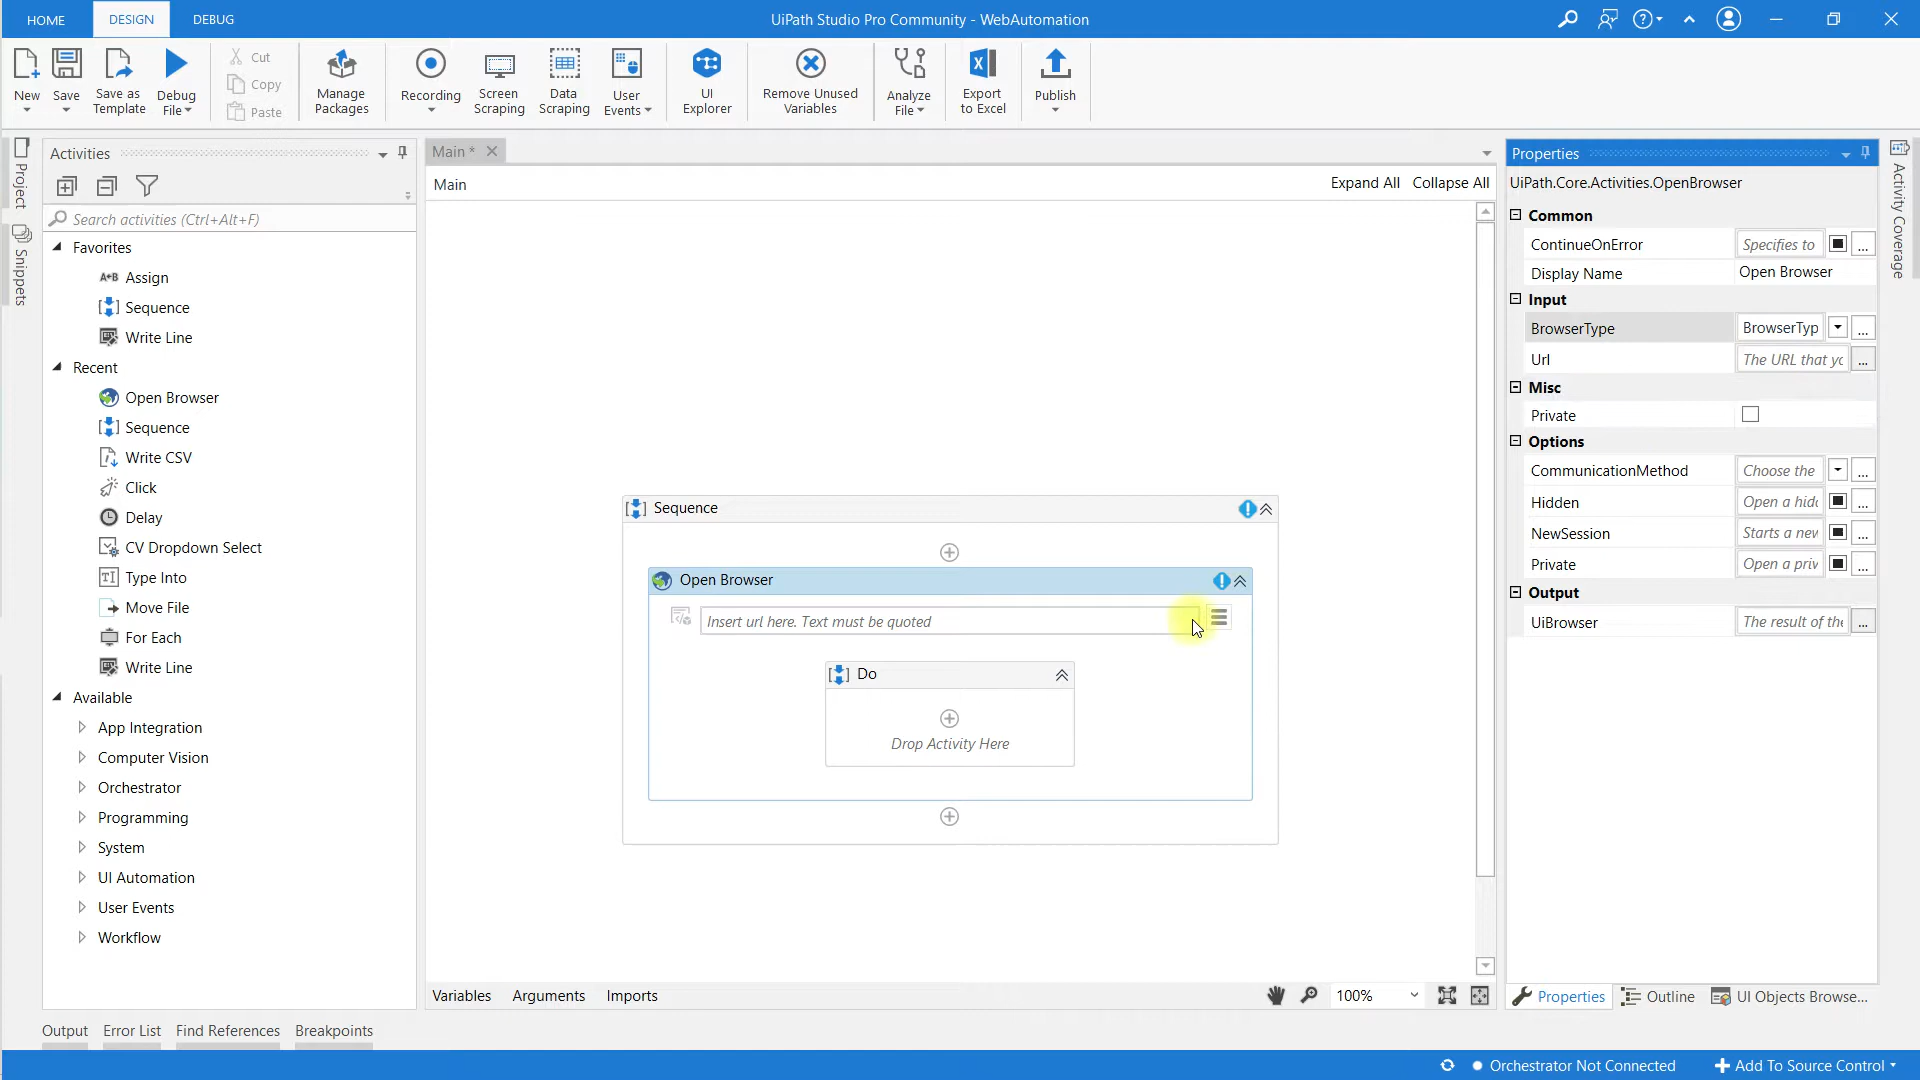 HOME
DESIGN
DEBUG
UiPath Studio Pro Community - WebAutomation
New
Save
Save as
Template
Debug
File
Cut
Copy
Paste
Manage
Packages
Recording
Screen
Scraping
Data
Scraping
User
Events
UI
Explorer
Remove Unused
Variables
Analyze
File
Export
to Excel
Publish
Project
Snippets
Activities
Search activities (Ctrl+Alt+F)
Favorites
Assign
Sequence
Write Line
Recent
Open Browser
Sequence
Write CSV
Click
Delay
CV Dropdown Select
Type Into
Move File
For Each
Write Line
Available
App Integration
Computer Vision
Orchestrator
Programming
System
UI Automation
User Events
Workflow
Main *
Main
Expand All
Collapse All
Sequence
Open Browser
Insert url here. Text must be quoted
Do
Drop Activity Here
Variables
Arguments
Imports
100%
Properties
UiPath.Core.Activities.OpenBrowser
Common
ContinueOnError
Specifies to
...
Display Name
Open Browser
Input
BrowserType
BrowserTyp
...
Url
The URL that yo
...
Misc
Private
Options
CommunicationMethod
Choose the
...
Hidden
Open a hidd
...
NewSession
Starts a new
...
Private
Open a priv
...
Output
UiBrowser
The result of the
...
Properties
Outline
UI Objects Browse...
Activity Coverage
Output
Error List
Find References
Breakpoints
Orchestrator Not Connected
Add To Source Control